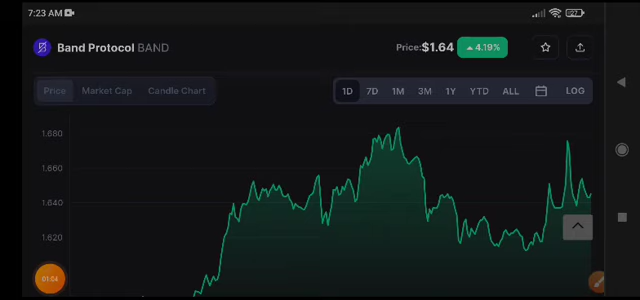 7:23 AM
27
Band Protocol BAND
Price:$1.64
4.19%
Price
Market Cap
Candle Chart
1D
7D
1M
3M
1Y
YTD
ALL
LOG
1.680
1.660
1.640
1.620
01:04